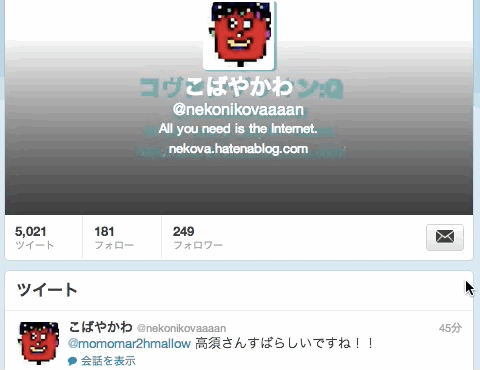 こばやかわ
@nekonikovaaaan
All you need is the Internet.
nekova.hatenablog.com
5,021
ツイート
181
フォロー
249
フォロワー
ツイート
こばやかわ @nekonikovaaaan 45分
@momomar2hmallow 高須さんすばらしいですね！！
会話を表示